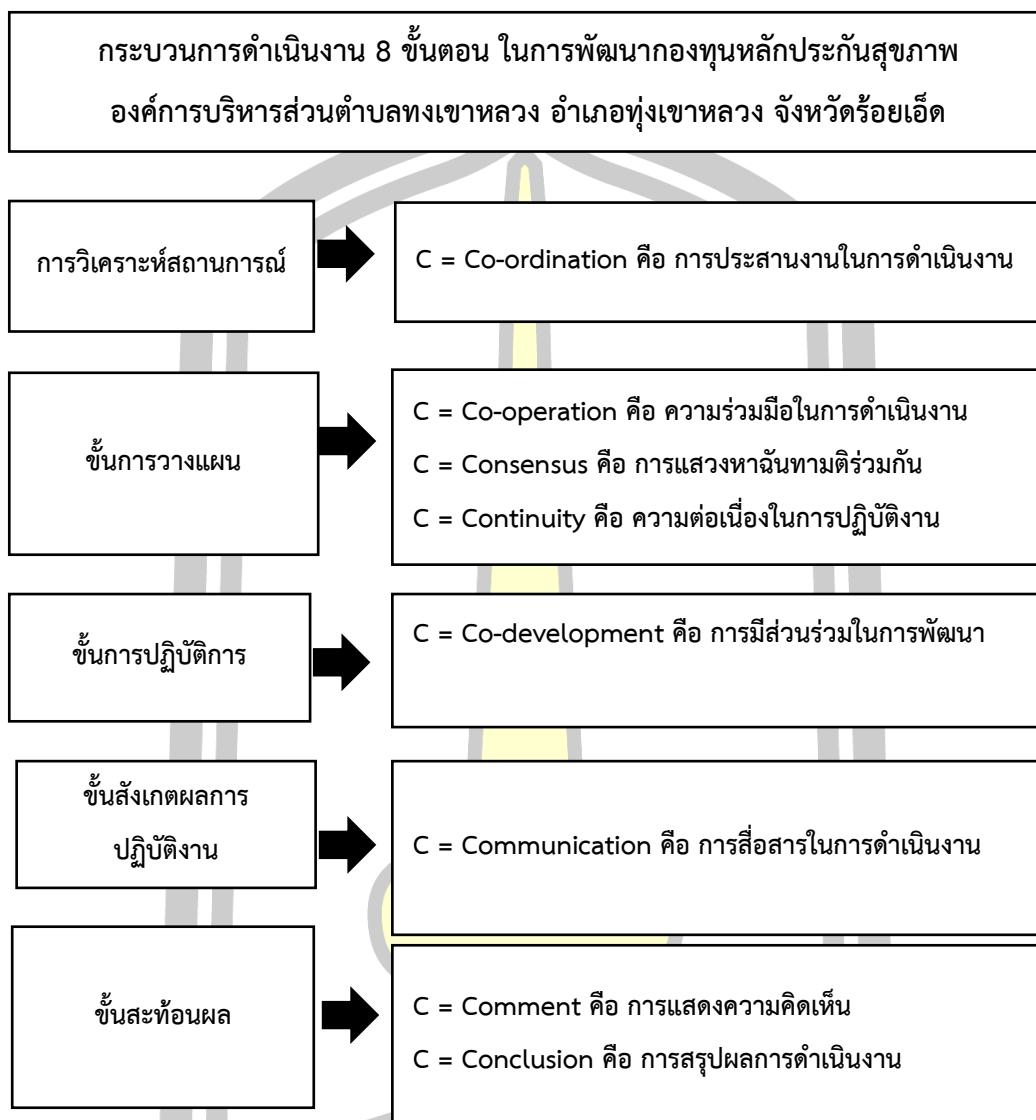 กระบวนการดำเนินงาน 8 ขั้นตอน ในการพัฒนากองทุนหลักประกันสุขภาพ
องค์การบริหารส่วนตำบลทงเขาหลวง อำเภอทุ่งเขาหลวง จังหวัดร้อยเอ็ด
การวิเคราะห์สถานการณ์
C = Co-ordination คือ การประสานงานในการดำเนินงาน
ขั้นการวางแผน
C = Co-operation คือ ความร่วมมือในการดำเนินงาน
C = Consensus คือ การแสวงหาฉันทามติร่วมกัน
C = Continuity คือ ความต่อเนื่องในการปฏิบัติงาน
ขั้นการปฏิบัติการ
C = Co-development คือ การมีส่วนร่วมในการพัฒนา
ขั้นสังเกตผลการ
ปฏิบัติงาน
C = Communication คือ การสื่อสารในการดำเนินงาน
ขั้นสะท้อนผล
C = Comment คือ การแสดงความคิดเห็น
C = Conclusion คือ การสรุปผลการดำเนินงาน